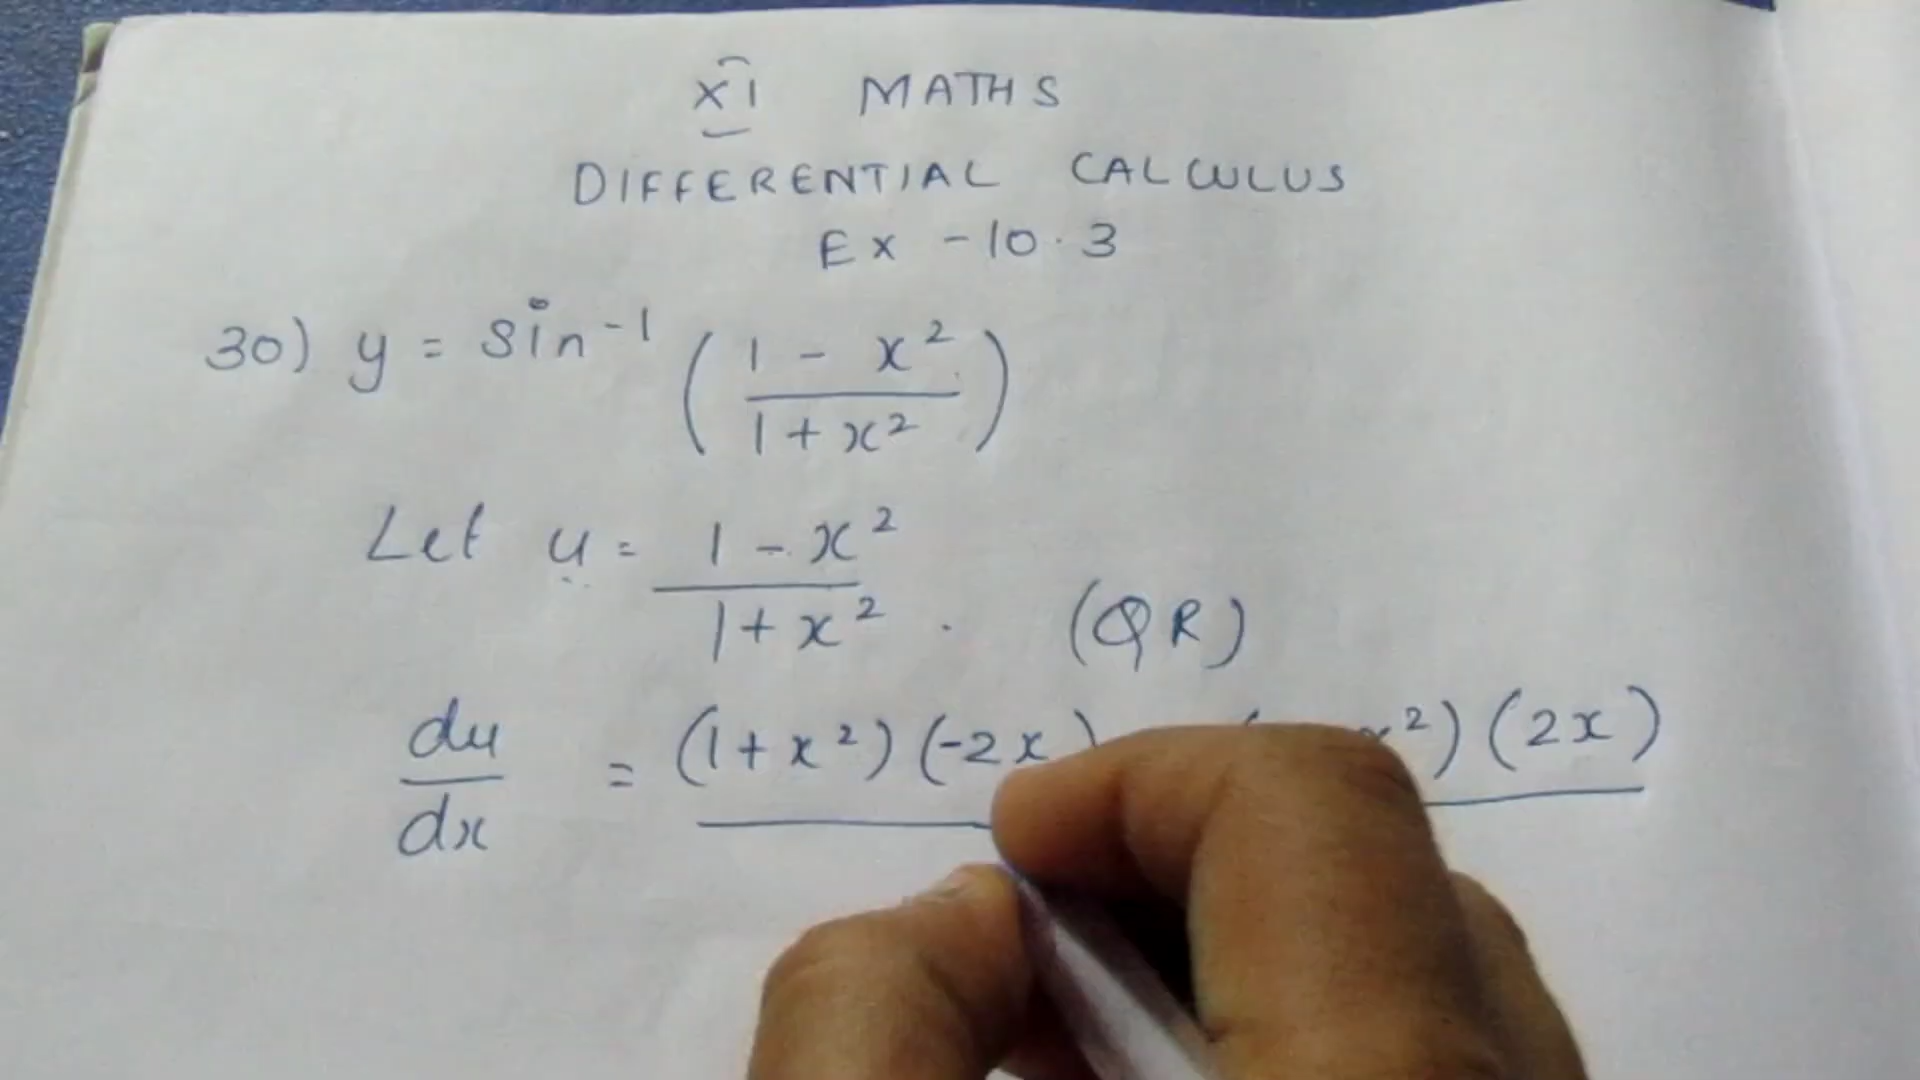 XI MATHS
DIFFERENTIAL CALCULUS
Ex - 10.3
30) y = sin⁻¹ (1 - x² / 1 + x²)
Let u = 1 - x² / 1 + x² . (QR)
du/dx = (1 + x²) (-2x) x²) (2x)